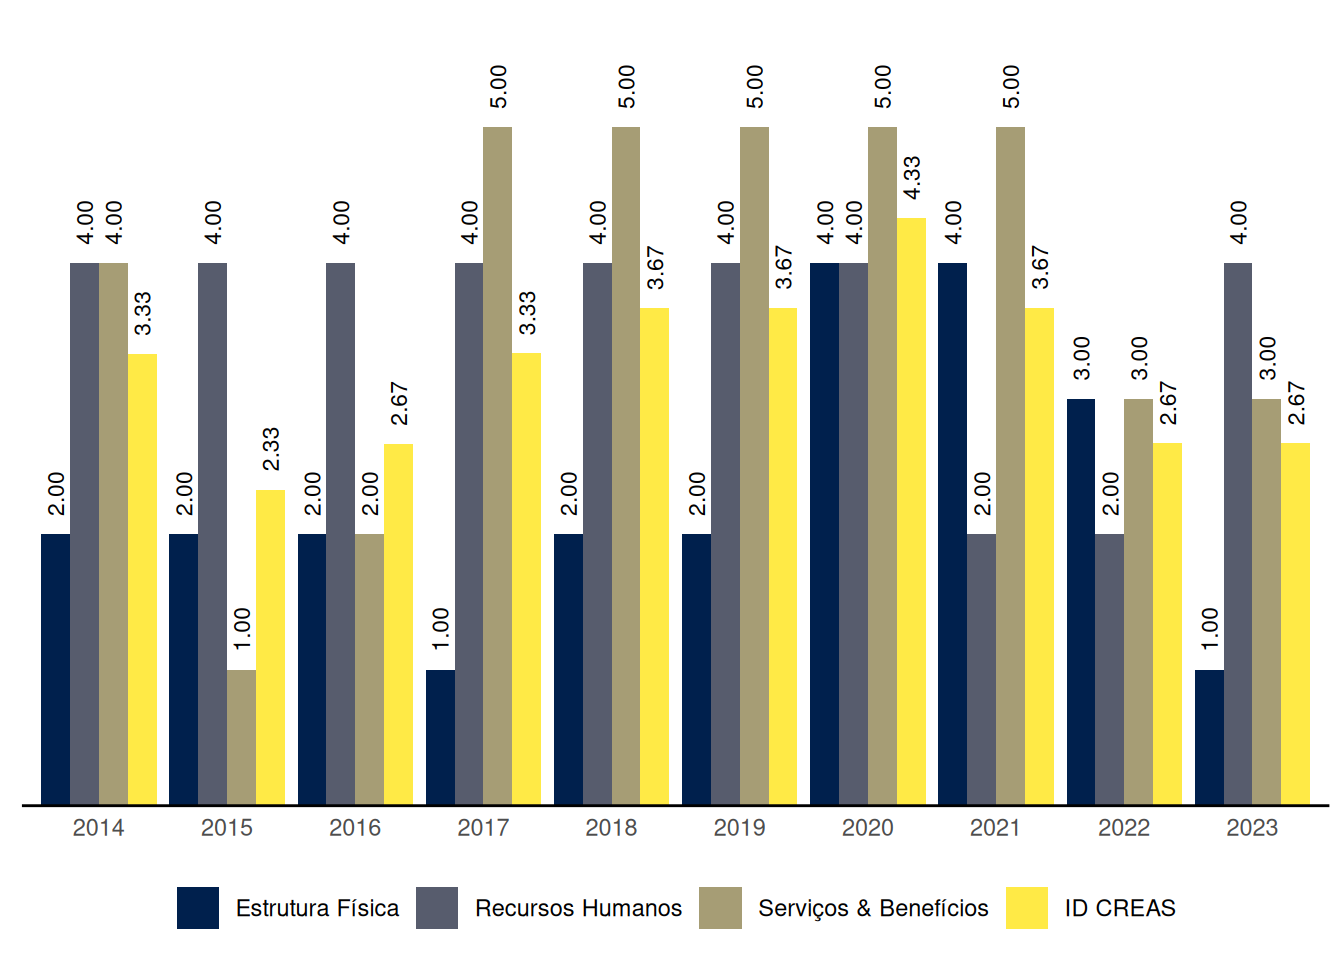 5.00 5.00 5.00 5.00 5.00
4.33
4.00 4.00 4.00 4.00 4.00 4.00 4.00 4.00 4.00 4.00 4.00
3.67 3.67 3.67
3.33 3.33
3.00 3.00 3.00
2.67 2.67 2.67
2.33
2.00 2.00 2.00 2.00 2.00 2.00 2.00 2.00
1.00 1.00 1.00
2014 2015 2016 2017 2018 2019 2020 2021 2022 2023
Estrutura Física Recursos Humanos Serviços & Benefícios ID CREAS